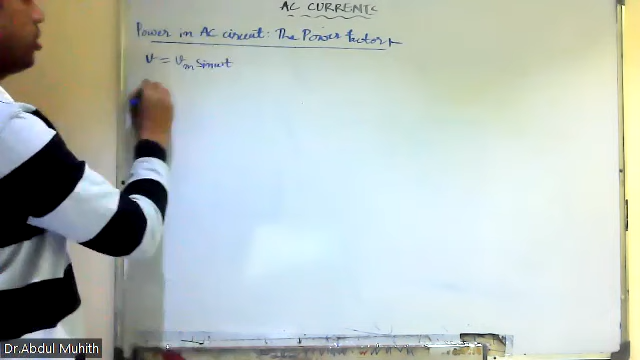 AC CURRENTS
Power in AC circuit: The Power factor
v = vm sinωt
Dr.Abdul Muhith